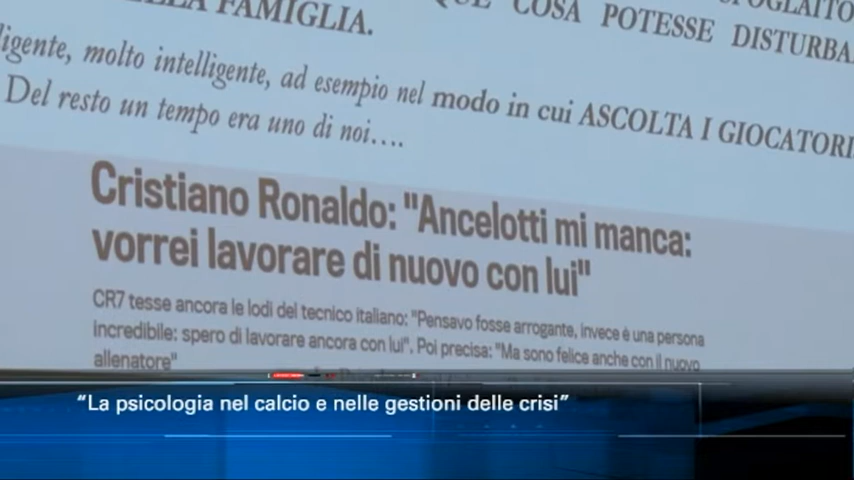 LLA FAMIGLIA.
QUE COSA POTESSE DISTURBA
ligente, molto intelligente, ad esempio nel modo in cui ASCOLTA I GIOCATORI
Del resto un tempo era uno di noi….
Cristiano Ronaldo: "Ancelotti mi manca:
vorrei lavorare di nuovo con lui"
CR7 tesse ancora le lodi del tecnico italiano: "Pensavo fosse arrogante, invece è una persona
incredibile: spero di lavorare ancora con lui". Poi precisa: "Ma sono felice anche con il nuovo
allenatore"
“La psicologia nel calcio e nelle gestioni delle crisi”